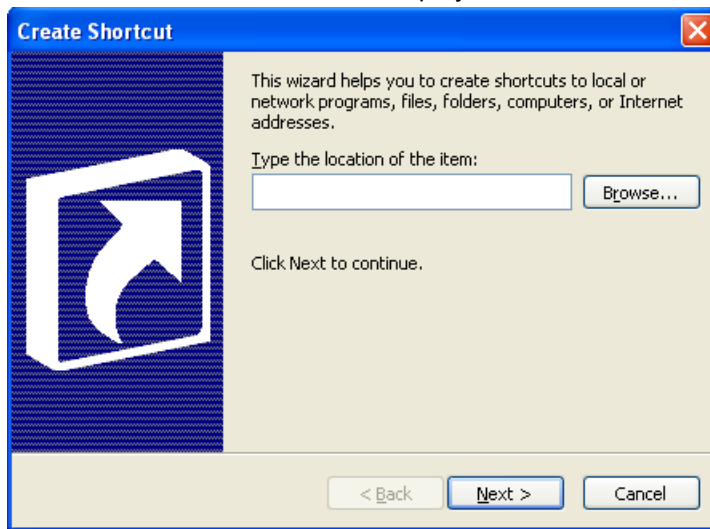 Create Shortcut
This wizard helps you to create shortcuts to local or
network programs, files, folders, computers, or Internet
addresses.
Type the location of the item:
Browse...
Click Next to continue.
< Back Next > Cancel